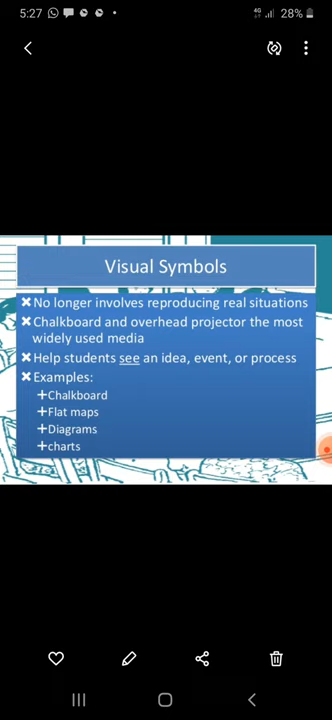 5:27
4G 28%
Visual Symbols
No longer involves reproducing real situations
Chalkboard and overhead projector the most
widely used media
Help students see an idea, event, or process
Examples:
Chalkboard
Flat maps
Diagrams
charts